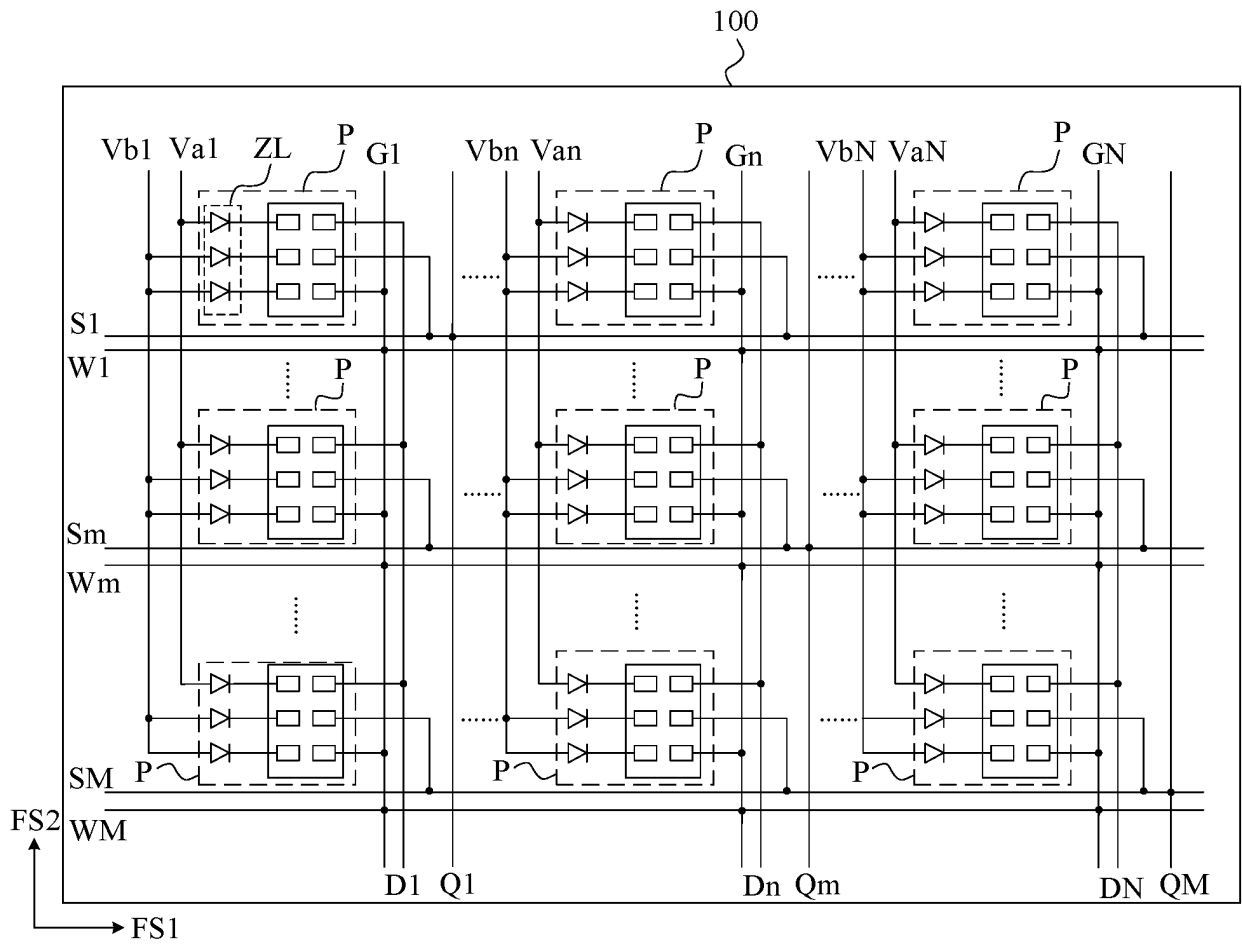 100
Vb1 Va1 ZL P G1 Vbn Van P Gn VbN VaN P GN
...... ......
S1
W1
...... P ...... P ...... P
...... ......
Sm
Wm
...... ...... ......
...... ......
P P P
SM
WM
FS2
D1 Q1 Dn Qm DN QM
FS1